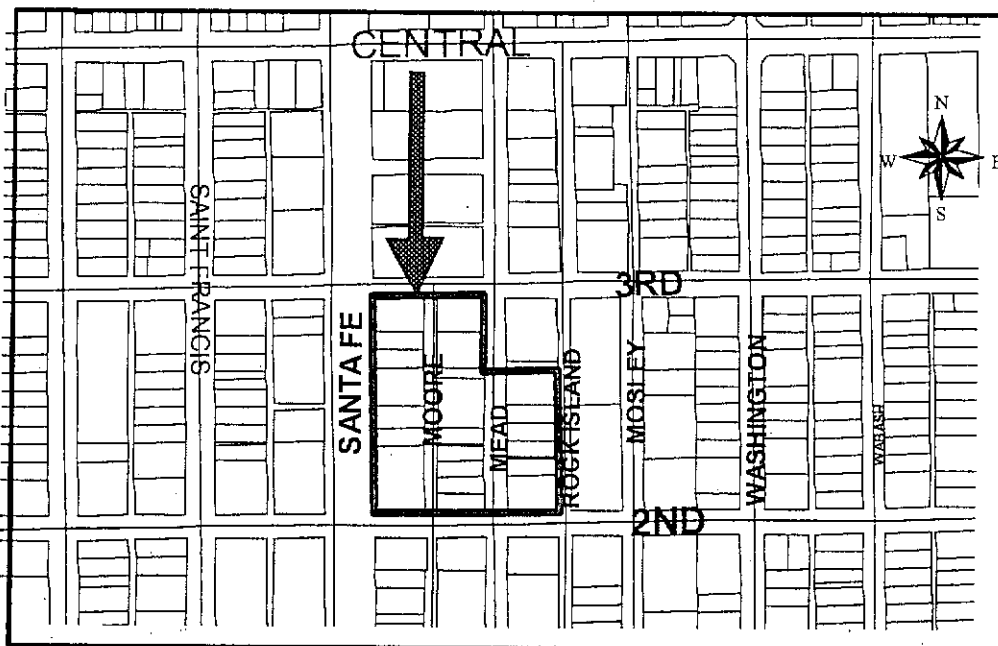 CENTRAL
N
W
E
S
SAINT FRANCIS
3RD
SANTA FE
MOORE
MEAD
ROCK ISLAND
MOSLEY
WASHINGTON
WABASH
2ND